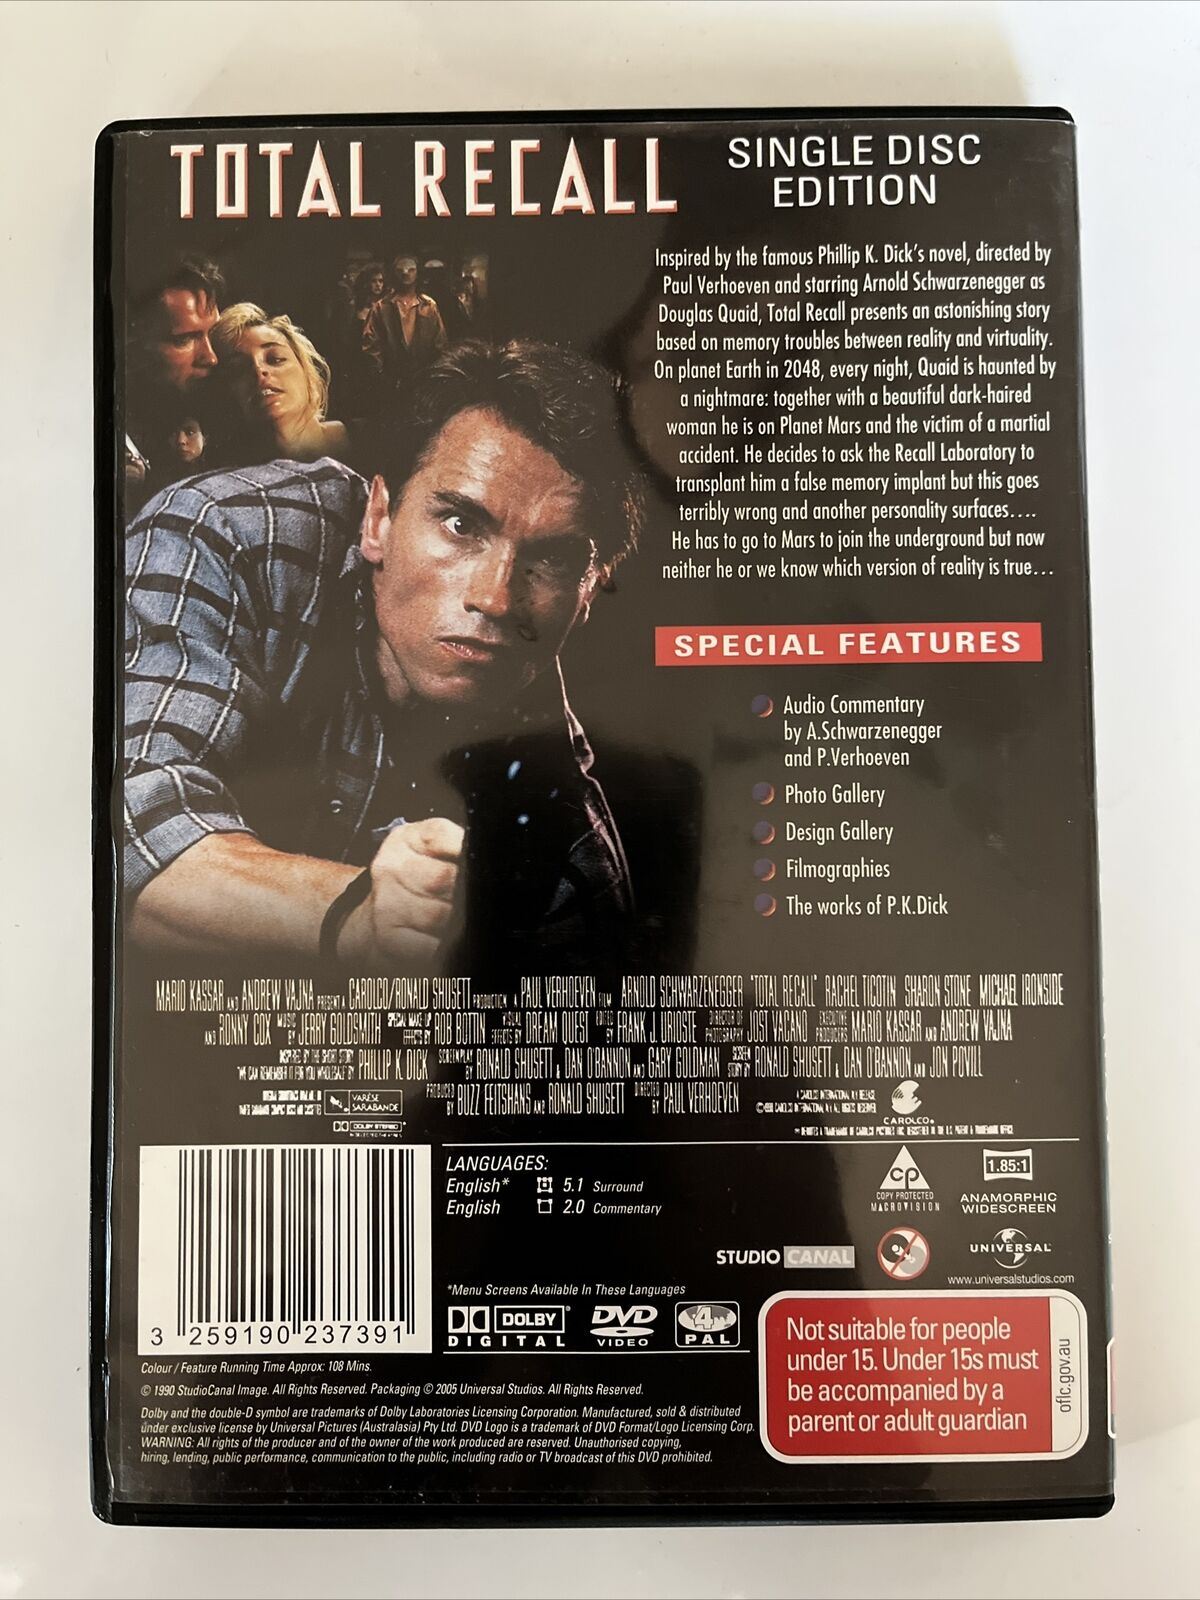 TOTAL RECALL
SINGLE DISC
EDITION
Inspired by the famous Phillip K. Dick's novel, directed by
Paul Verhoeven and starring Arnold Schwarzenegger as
Douglas Quaid, Total Recall presents an astonishing story
based on memory troubles between reality and virtuality.
On planet Earth in 2048, every night, Quaid is haunted by
a nightmare: together with a beautiful dark-haired
woman he is on Planet Mars and the victim of a martial
accident. He decides to ask the Recall Laboratory to
transplant him a false memory implant but this goes
terribly wrong and another personality surfaces....
He has to go to Mars to join the underground but now
neither he or we know which version of reality is true...
SPECIAL FEATURES
Audio Commentary
by A.Schwarzenegger
and P.Verhoeven
Photo Gallery
Design Gallery
Filmographies
The works of P.K.Dick
MARIO KASSAR AND ANDREW VAJNA PRESENT A CAROLCO/RONALD SHUSETT PRODUCTION A PAUL VERHOEVEN FILM ARNOLD SCHWARZENEGGER "TOTAL RECALL" RACHEL TICOTIN SHARON STONE MICHAEL IRONSIDE
AND RONNY COX MUSIC BY JERRY GOLDSMITH SPECIAL MAKE UP EFFECTS BY ROB BOTTIN VISUAL EFFECTS BY DREAM QUEST EDITED BY FRANK J. URIOSTE DIRECTOR OF PHOTOGRAPHY JOST VACANO EXECUTIVE PRODUCERS MARIO KASSAR AND ANDREW VAJNA
INSPIRED BY THE SHORT STORY "WE CAN REMEMBER IT FOR YOU WHOLESALE" BY PHILLIP K. DICK SCREENPLAY BY RONALD SHUSETT & DAN O'BANNON AND GARY GOLDMAN SCREEN STORY BY RONALD SHUSETT & DAN O'BANNON AND JON POVILL
PRODUCED BY BUZZ FEITSHANS AND RONALD SHUSETT DIRECTED BY PAUL VERHOEVEN
VARÈSE
SARABANDE
DOLBY STEREO
A CAROLCO INTERNATIONAL N.V. RELEASE
CAROLCO
LANGUAGES:
English* 5.1 Surround
English 2.0 Commentary
cp
COPY PROTECTED
MACROVISION
1.85:1
ANAMORPHIC
WIDESCREEN
STUDIO CANAL
UNIVERSAL
www.universalstudios.com
*Menu Screens Available In These Languages
DOLBY
DIGITAL
DVD
VIDEO
4
PAL
3 259190 237391
Not suitable for people
under 15. Under 15s must
be accompanied by a
parent or adult guardian
oflc.gov.au
Colour / Feature Running Time Approx: 108 Mins.
© 1990 StudioCanal Image. All Rights Reserved. Packaging © 2005 Universal Studios. All Rights Reserved.
Dolby and the double-D symbol are trademarks of Dolby Laboratories Licensing Corporation. Manufactured, sold & distributed
under exclusive license by Universal Pictures (Australasia) Pty Ltd. DVD Logo is a trademark of DVD Format/Logo Licensing Corp.
WARNING: All rights of the producer and of the owner of the work produced are reserved. Unauthorised copying,
hiring, lending, public performance, communication to the public, including radio or TV broadcast of this DVD prohibited.